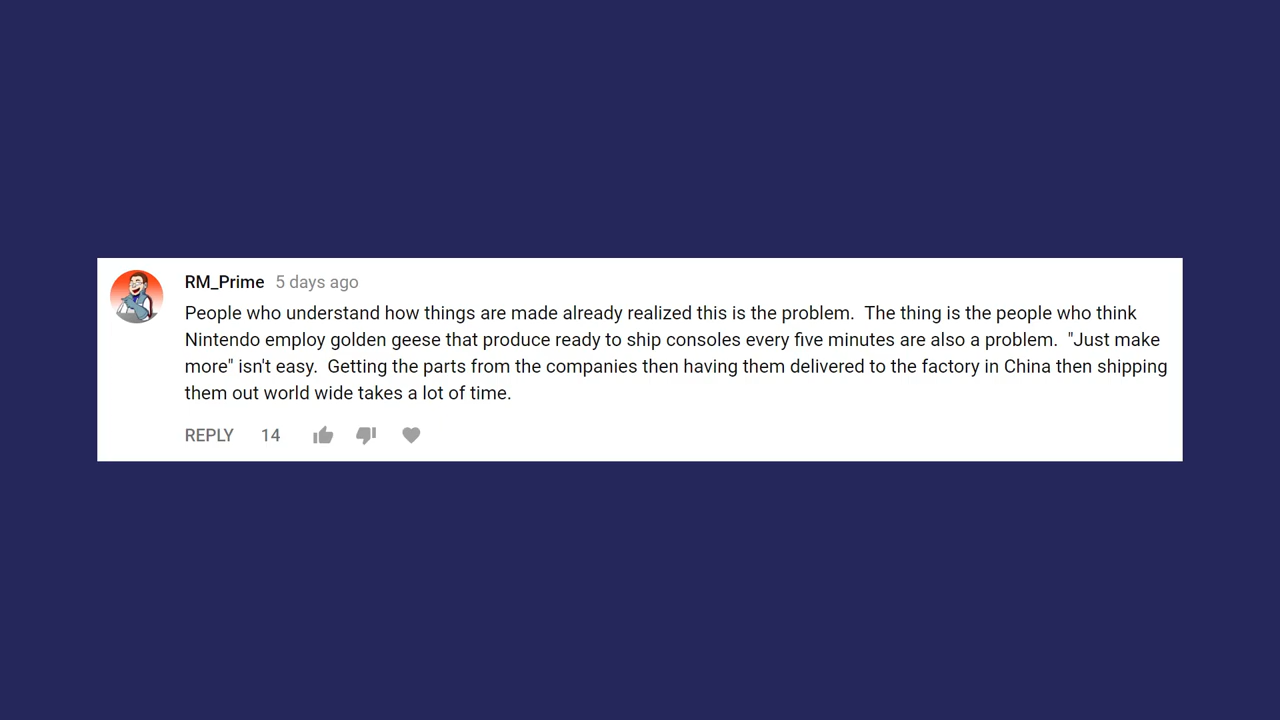 RM_Prime 5 days ago
People who understand how things are made already realized this is the problem.  The thing is the people who think
Nintendo employ golden geese that produce ready to ship consoles every five minutes are also a problem.  "Just make
more" isn't easy.  Getting the parts from the companies then having them delivered to the factory in China then shipping
them out world wide takes a lot of time.
REPLY 14